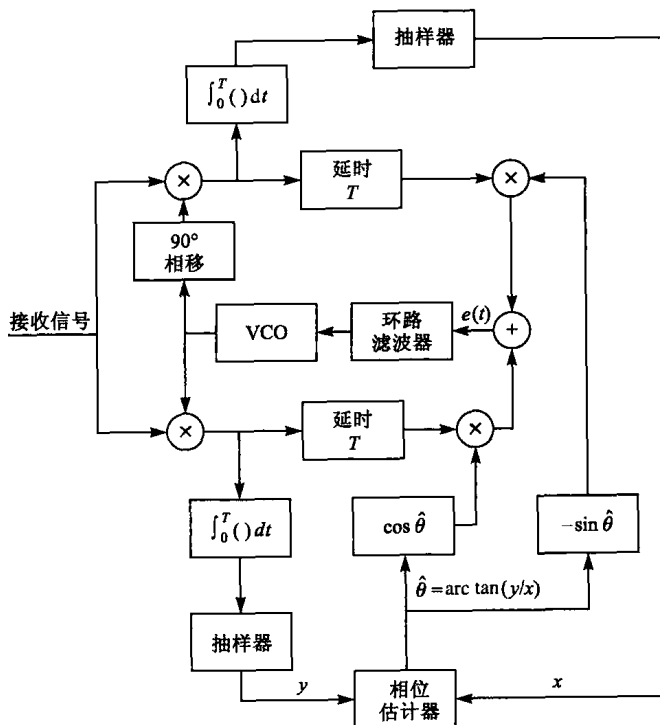 抽样器
∫₀ᵀ( )dt
延时
T
×
×
90°
相移
接收信号
VCO
环路
滤波器
e(t)
+
延时
T
×
×
∫₀ᵀ( )dt
cos θ̂
−sin θ̂
θ̂=arc tan(y/x)
抽样器
y
相位
估计器
x